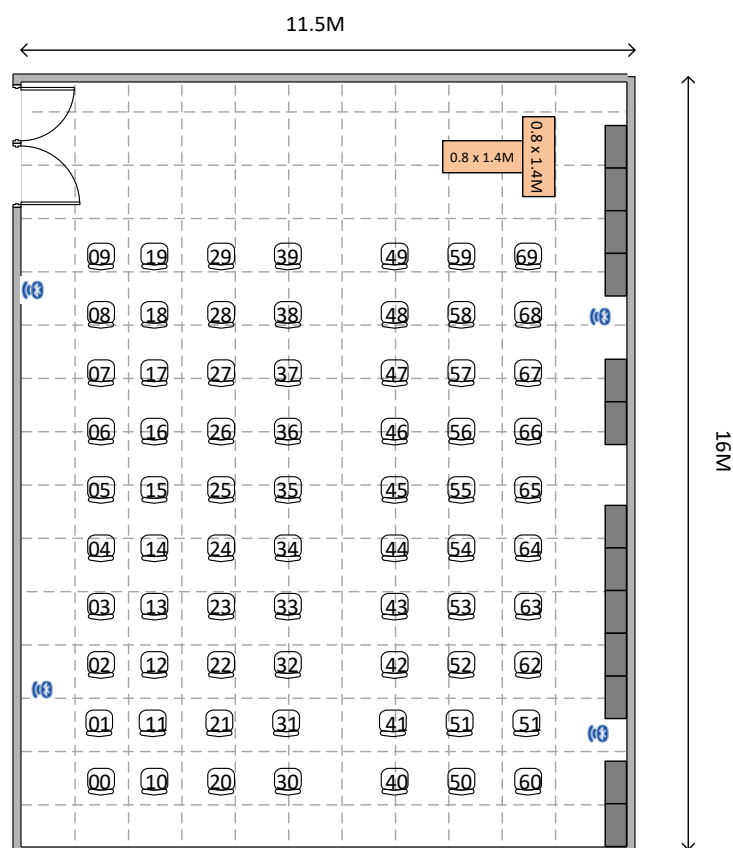 11.5M
0.8 x 1.4M
0.8 x 1.4M
09 19 29 39 49 59 69
08 18 28 38 48 58 68
07 17 27 37 47 57 67
06 16 26 36 46 56 66
16M
05 15 25 35 45 55 65
04 14 24 34 44 54 64
03 13 23 33 43 53 63
02 12 22 32 42 52 62
01 11 21 31 41 51 51
00 10 20 30 40 50 60